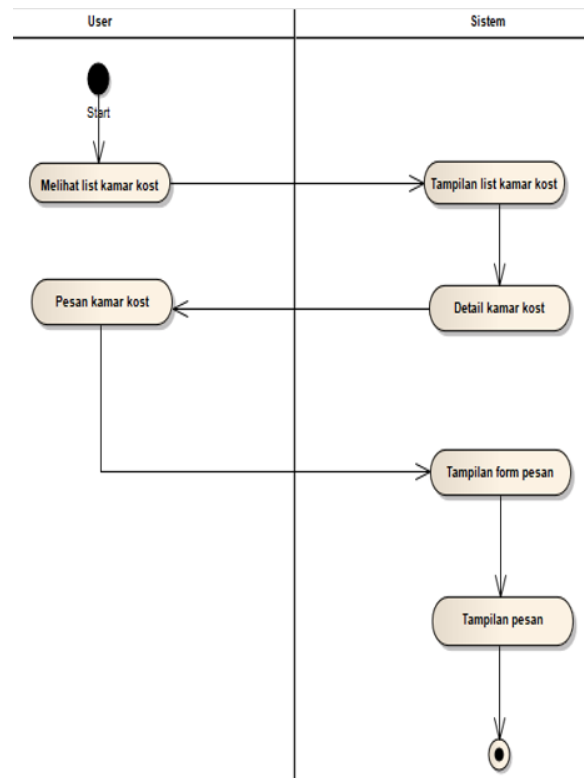 User
Sistem
Start
Melihat list kamar kost
Tampilan list kamar kost
Pesan kamar kost
Detail kamar kost
Tampilan form pesan
Tampilan pesan